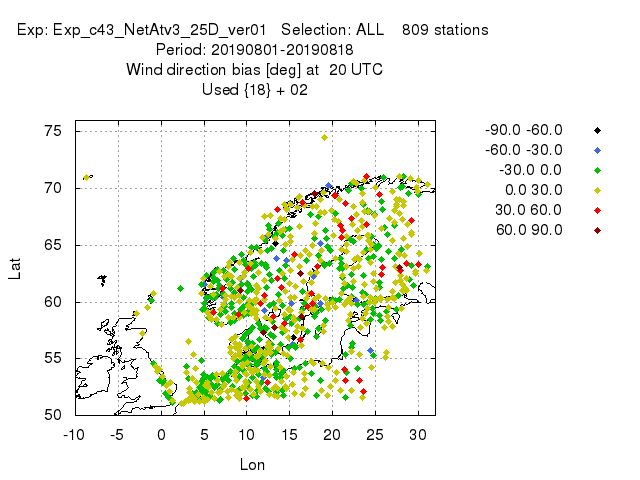 Exp: Exp_c43_NetAtv3_25D_ver01   Selection: ALL    809 stations
Period: 20190801-20190818
Wind direction bias [deg] at  20 UTC
Used {18} + 02
75
70
65
60
55
50
-10 -5 0 5 10 15 20 25 30
Lat
Lon
-90.0 -60.0
-60.0 -30.0
-30.0 0.0
0.0 30.0
30.0 60.0
60.0 90.0